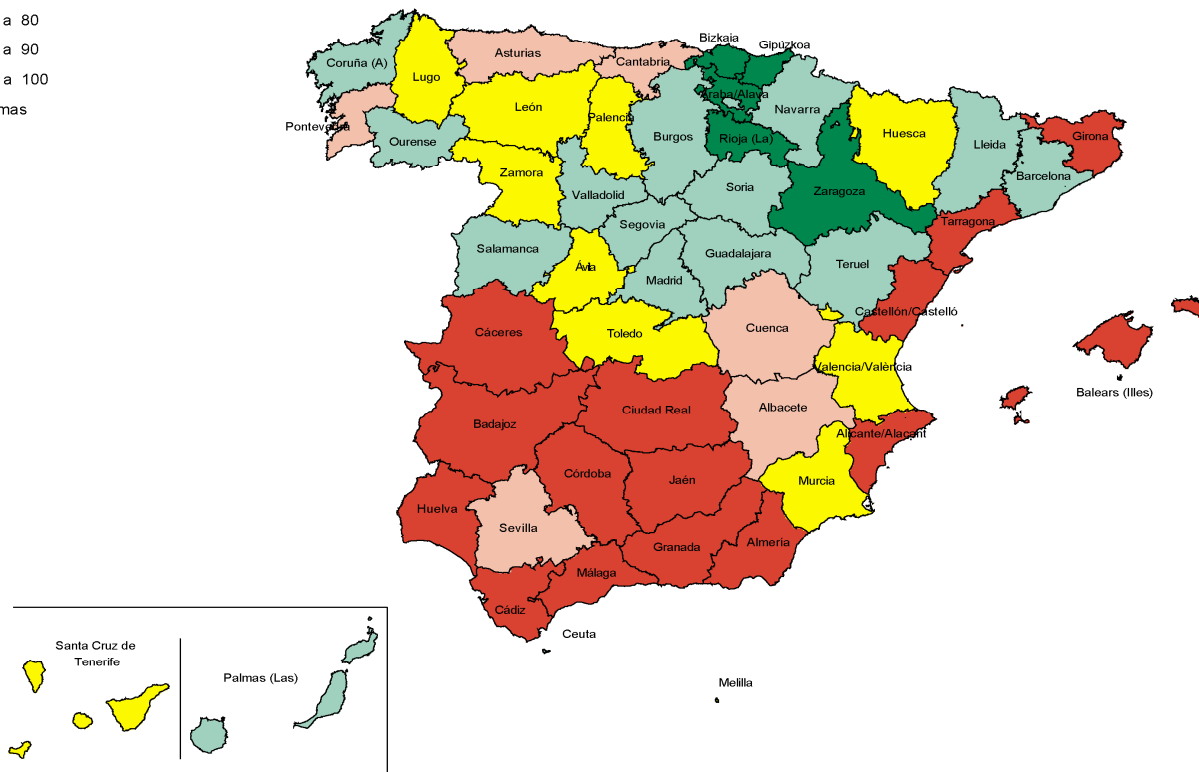 a 80
a 90
a 100
mas
Bizkaia
Gipúzkoa
Asturias
Coruña (A)
Cantabria
Lugo
Araba/Alava
León
Navarra
Palencia
Pontevedra
Huesca
Burgos
Rioja (La)
Girona
Ourense
Lleida
Zamora
Barcelona
Soria
Zaragoza
Valladolid
Segovia
Tarragona
Salamanca
Guadalajara
Ávila
Teruel
Madrid
Castellón/Castelló
Cuenca
Cáceres
Toledo
Valencia/València
Balears (Illes)
Albacete
Ciudad Real
Badajoz
Alicante/Alacant
Córdoba
Jaén
Murcia
Huelva
Sevilla
Almería
Granada
Málaga
Cádiz
Ceuta
Santa Cruz de
Tenerife
Palmas (Las)
Melilla